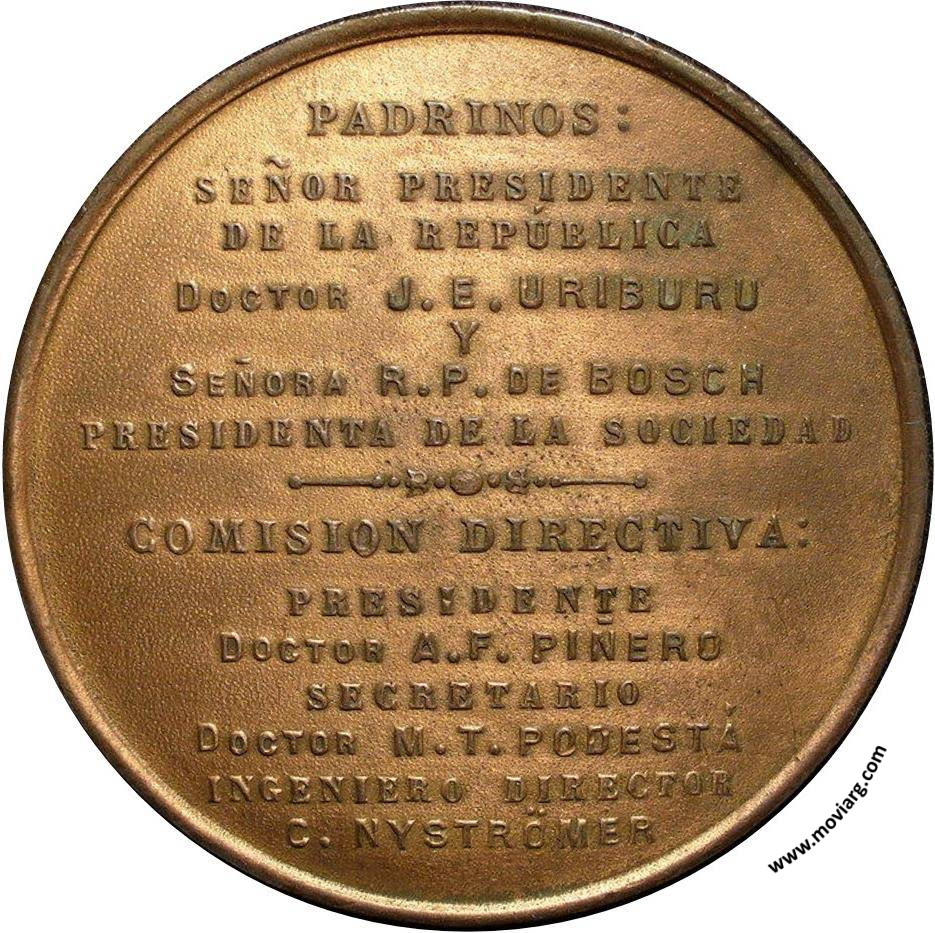 PADRINOS:
SEÑOR PRESIDENTE
DE LA REPÚBLICA
DOCTOR J. E. URIBURU
Y
SEÑORA R. P. DE BOSCH
PRESIDENTA DE LA SOCIEDAD
COMISION DIRECTIVA:
PRESIDENTE
DOCTOR A. F. PIÑERO
SECRETARIO
DOCTOR M. T. PODESTÁ
INGENIERO DIRECTOR
C. NYSTRÖMER
www.moviarg.com